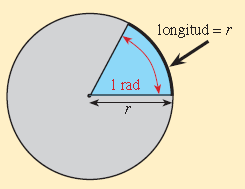 longitud = r
1 rad
r